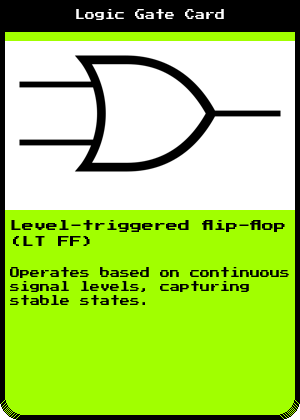 Logic Gate Card
Level-triggered flip-flop
(LT FF)
Operates based on continuous
signal levels, capturing
stable states.